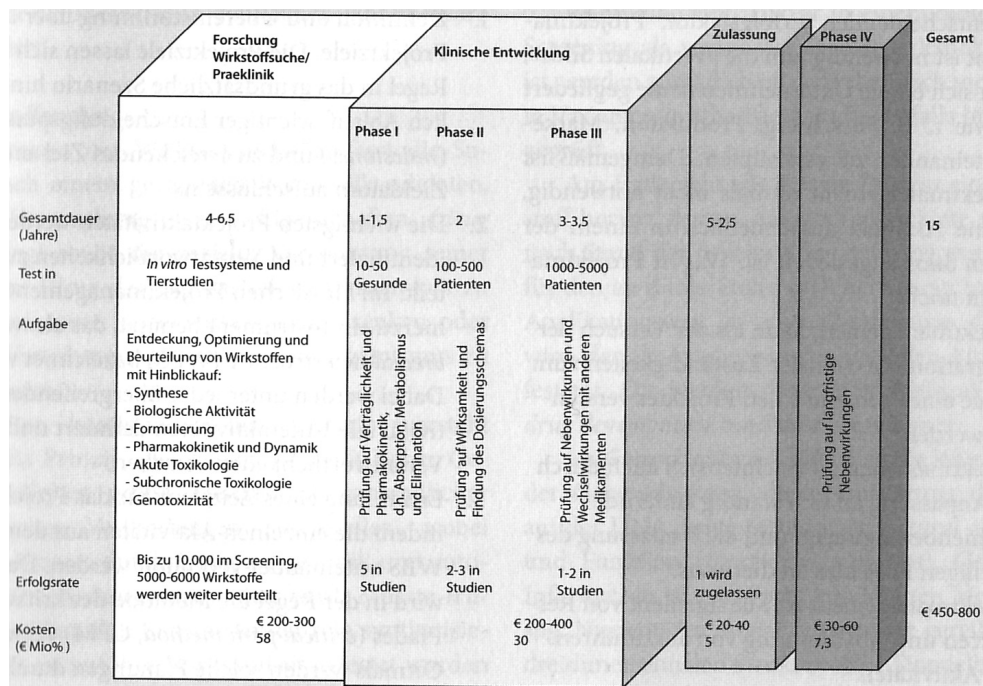 Forschung
Wirkstoffsuche/
Praeklinik
Klinische Entwicklung
Zulassung
Phase IV
Gesamt
Phase I
Phase II
Phase III
Gesamtdauer
(Jahre)
4-6,5
1-1,5
2
3-3,5
,5-2,5
15
Test in
In vitro Testsysteme und
Tierstudien
10-50
Gesunde
100-500
Patienten
1000-5000
Patienten
Aufgabe
Entdeckung, Optimierung und
Beurteilung von Wirkstoffen
mit Hinblickauf:
- Synthese
- Biologische Aktivität
- Formulierung
- Pharmakokinetik und Dynamik
- Akute Toxikologie
- Subchronische Toxikologie
- Genotoxizität
Prüfung auf Verträglichkeit und
Pharmakokinetik,
d.h. Absorption, Metabolismus
und Elimination
Prüfung auf Wirksamkeit und
Findung des Dosierungsschemas
Prüfung auf Nebenwirkungen und
Wechselwirkungen mit anderen
Medikamenten
Prüfung auf langfristige
Nebenwirkungen
Erfolgsrate
Bis zu 10.000 im Screening,
5000-6000 Wirkstoffe
werden weiter beurteilt
5 in
Studien
2-3 in
Studien
1-2 in
Studien
1 wird
zugelassen
Kosten
(€ Mio% )
€ 200-300
58
€ 200-400
30
€ 20-40
5
€ 30-60
7,3
€ 450-800